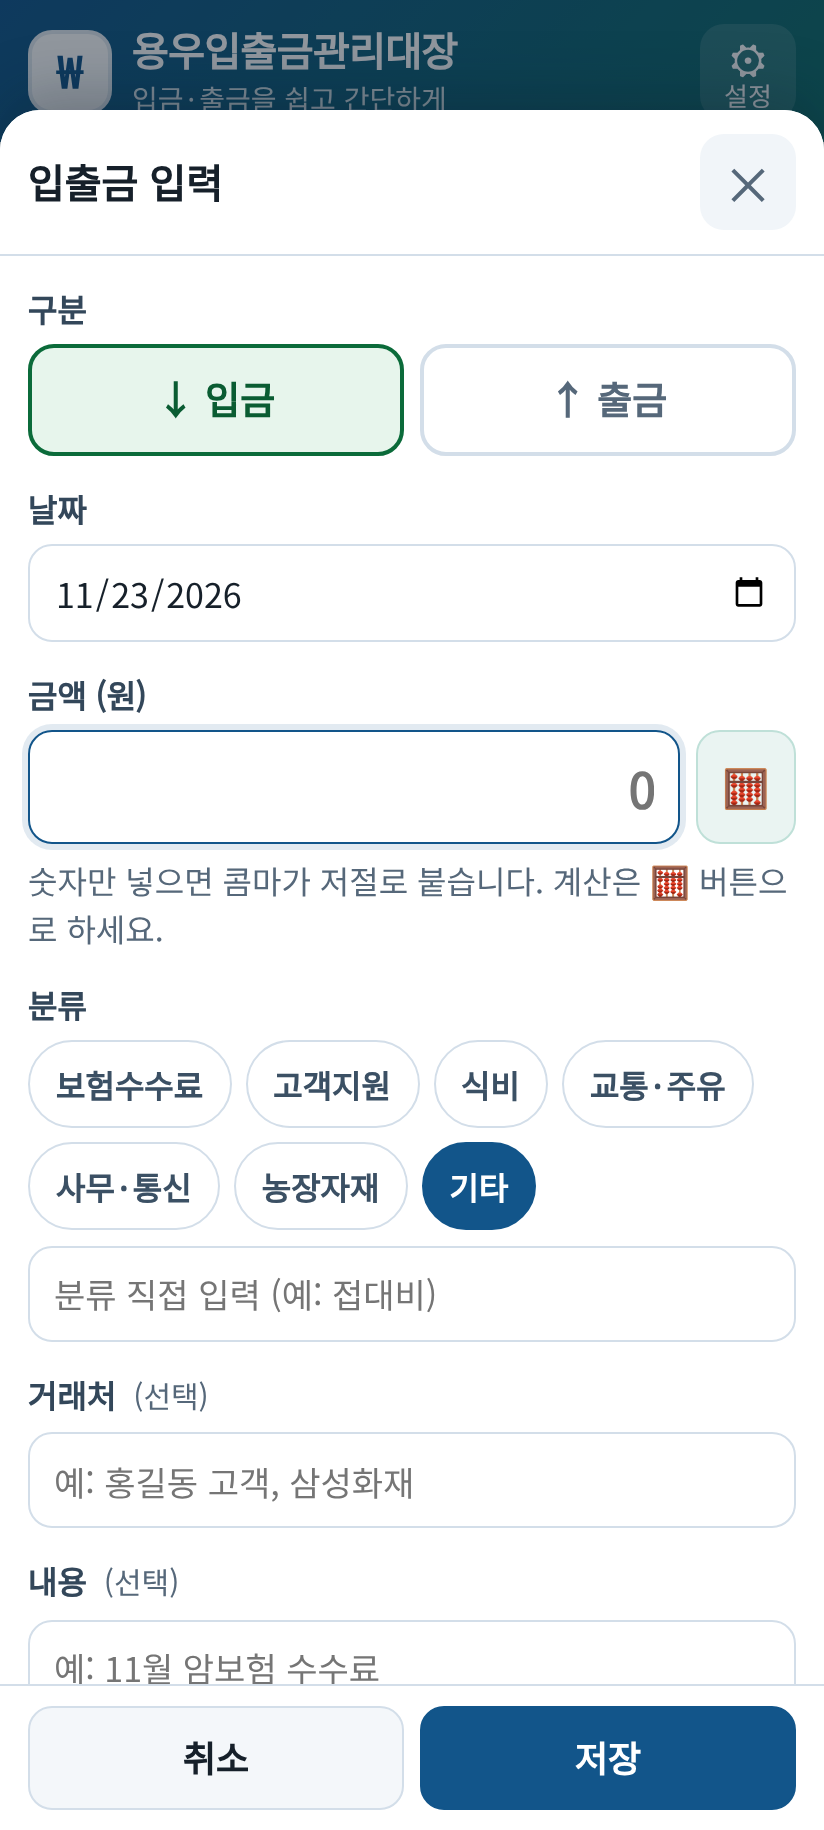 ₩
용우입출금관리대장
입금·출금을 쉽고 간단하게
설정
입출금 입력
구분
↓ 입금
↑ 출금
날짜
11/23/2026
금액 (원)
0
숫자만 넣으면 콤마가 저절로 붙습니다. 계산은 🧮 버튼으
로 하세요.
분류
보험수수료
고객지원
식비
교통·주유
사무·통신
농장자재
기타
분류 직접 입력 (예: 접대비)
거래처 (선택)
예: 홍길동 고객, 삼성화재
내용 (선택)
예: 11월 암보험 수수료
취소
저장